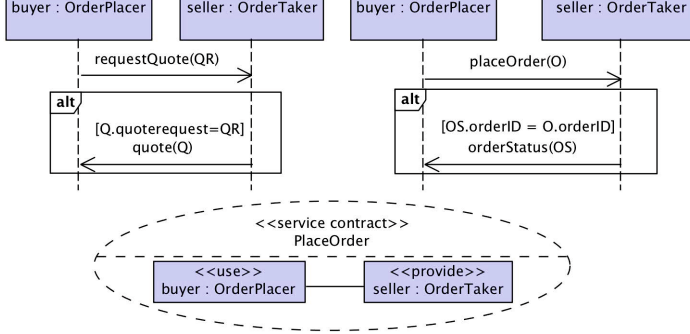 buyer : OrderPlacer
seller : OrderTaker
buyer : OrderPlacer
seller : OrderTaker
requestQuote(QR)
alt
[Q.quoterequest=QR]
quote(Q)
placeOrder(O)
alt
[OS.orderID = O.orderID]
orderStatus(OS)
<<service contract>>
PlaceOrder
<<use>>
buyer : OrderPlacer
<<provide>>
seller : OrderTaker